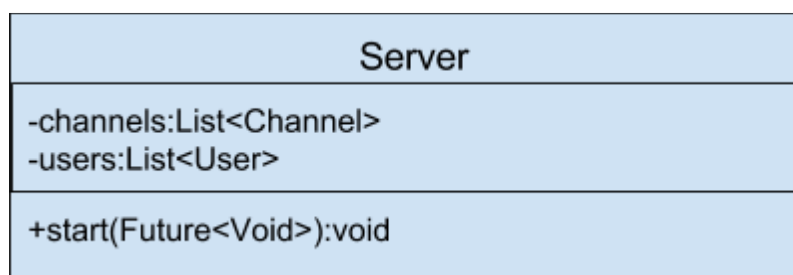 Server
-channels:List<Channel>
-users:List<User>
+start(Future<Void>):void